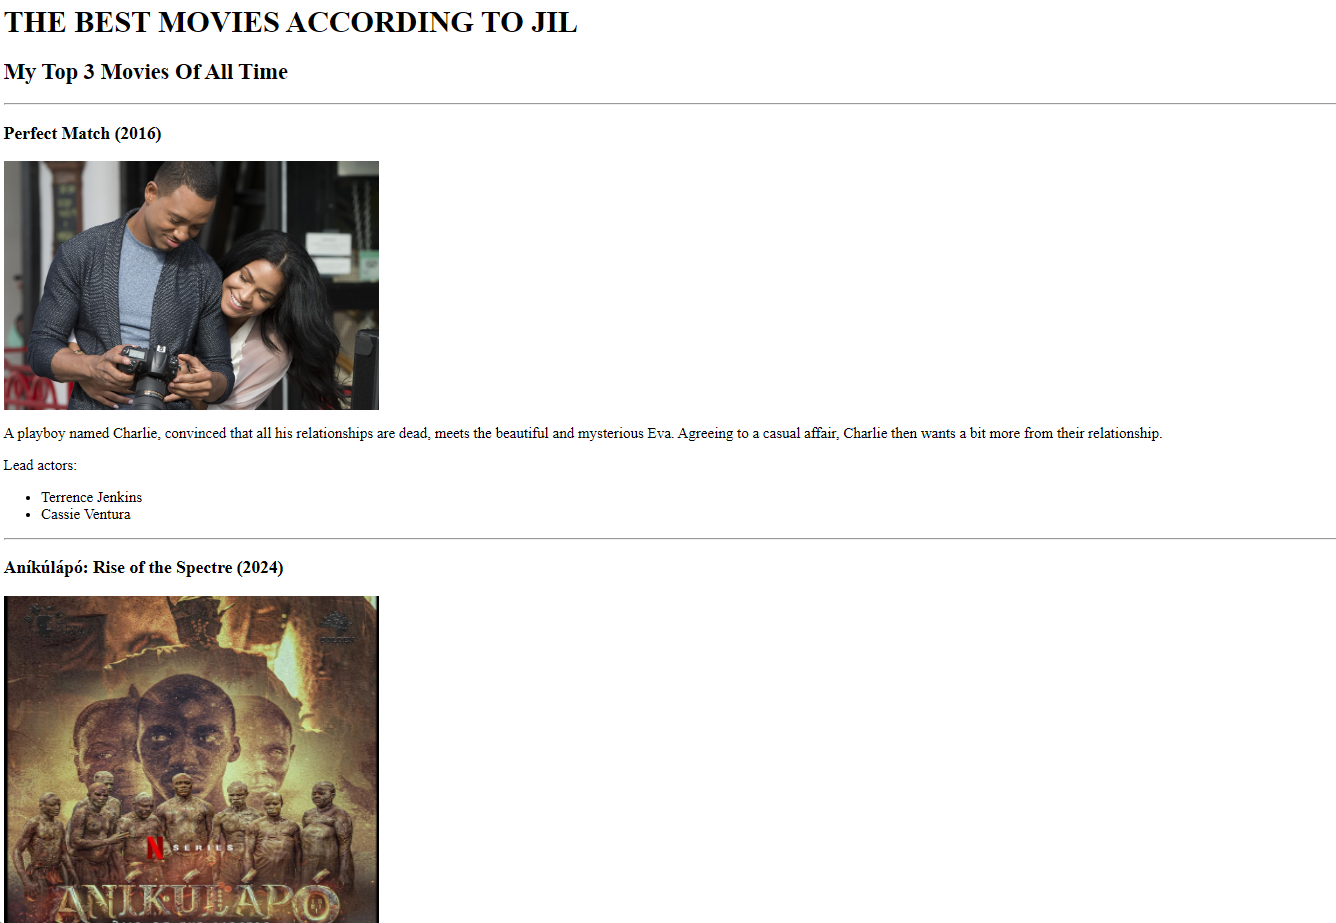 THE BEST MOVIES ACCORDING TO JIL
My Top 3 Movies Of All Time
Perfect Match (2016)
A playboy named Charlie, convinced that all his relationships are dead, meets the beautiful and mysterious Eva. Agreeing to a casual affair, Charlie then wants a bit more from their relationship.
Lead actors:
• Terrence Jenkins
• Cassie Ventura
Aníkúlápó: Rise of the Spectre (2024)
N SERIES
ANÍKÚLÁPÓ